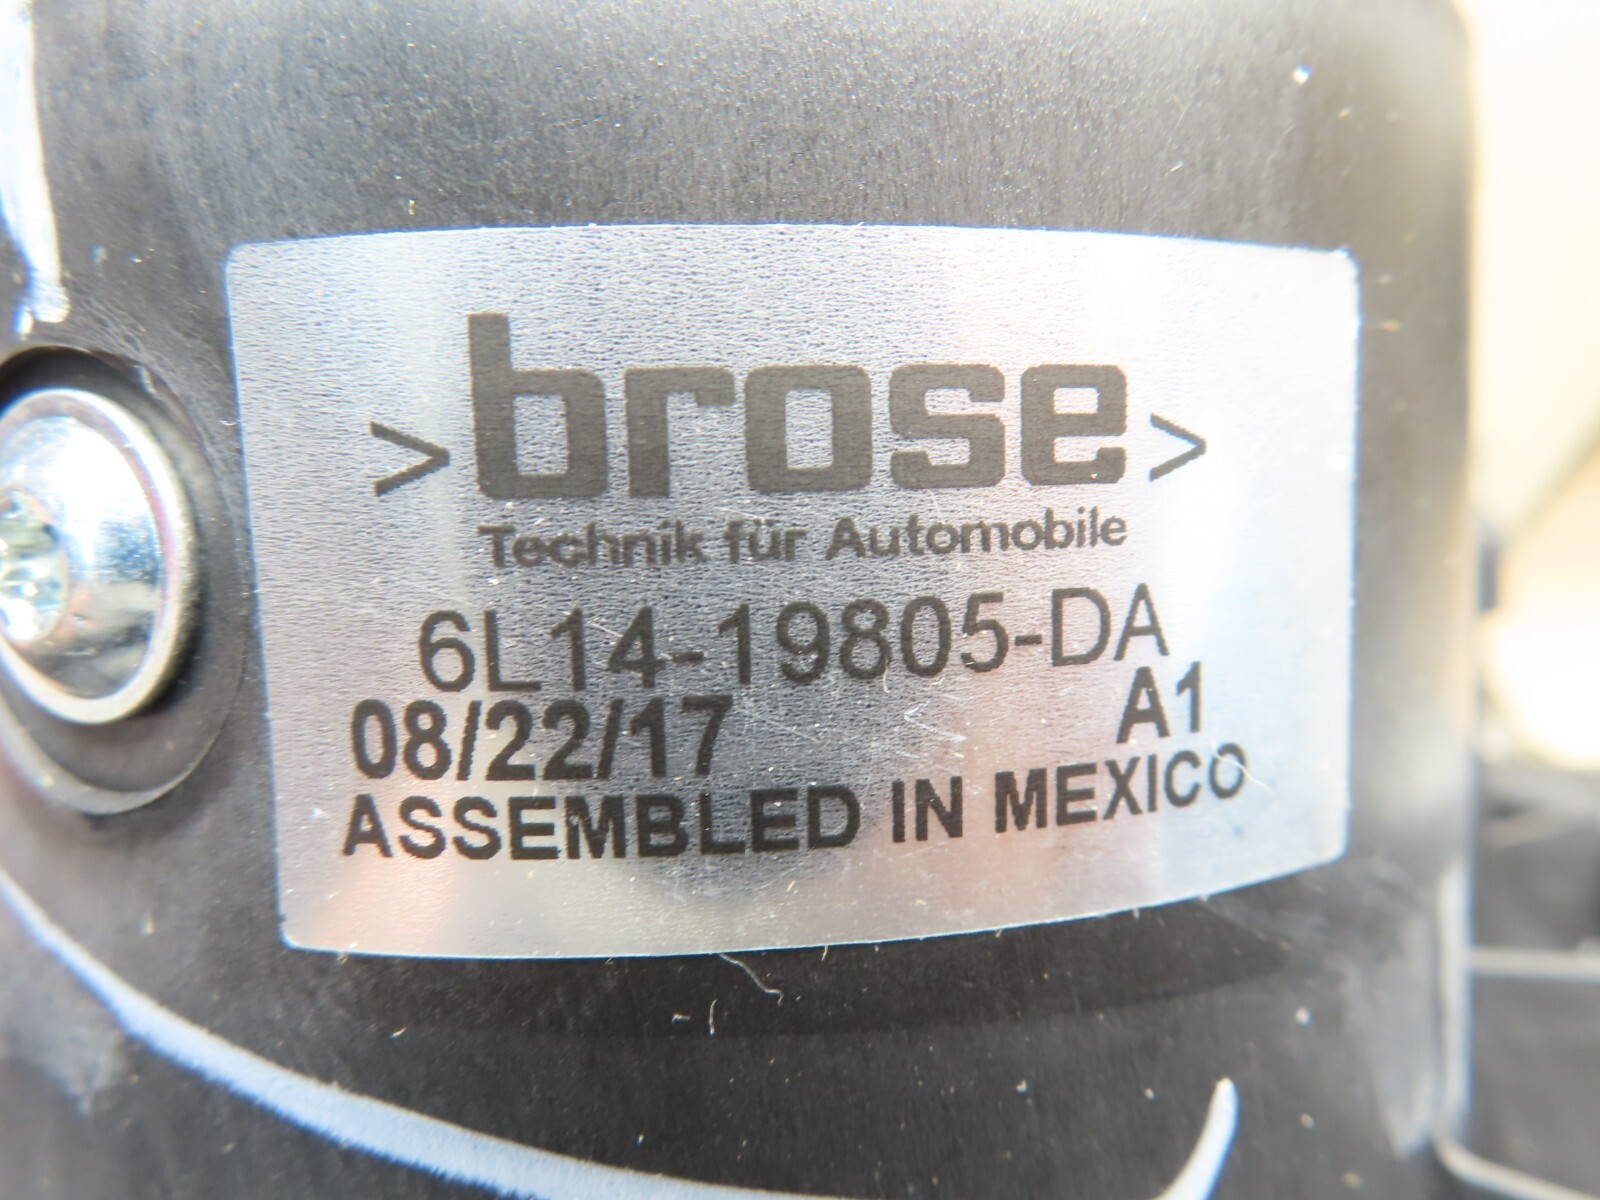 >brose>
Technik für Automobile
6L14-19805-DA
08/22/17 A1
ASSEMBLED IN MEXICO